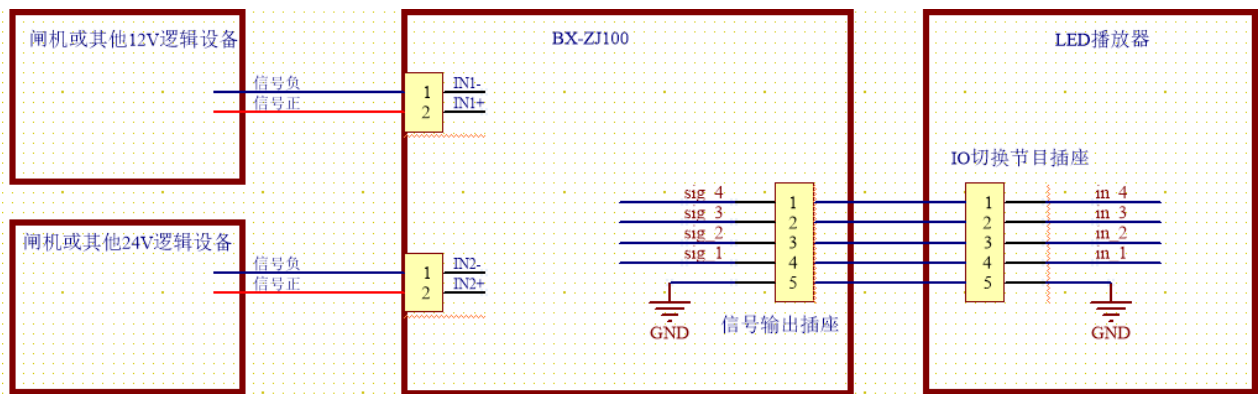 闸机或其他12V逻辑设备
信号负
信号正
1
2
IN1-
IN1+
闸机或其他24V逻辑设备
信号负
信号正
1
2
IN2-
IN2+
BX-ZJ100
sig_4
sig_3
sig_2
sig_1
1
2
3
4
5
GND
信号输出插座
LED播放器
IO切换节目插座
1
2
3
4
5
in_4
in_3
in_2
in_1
GND